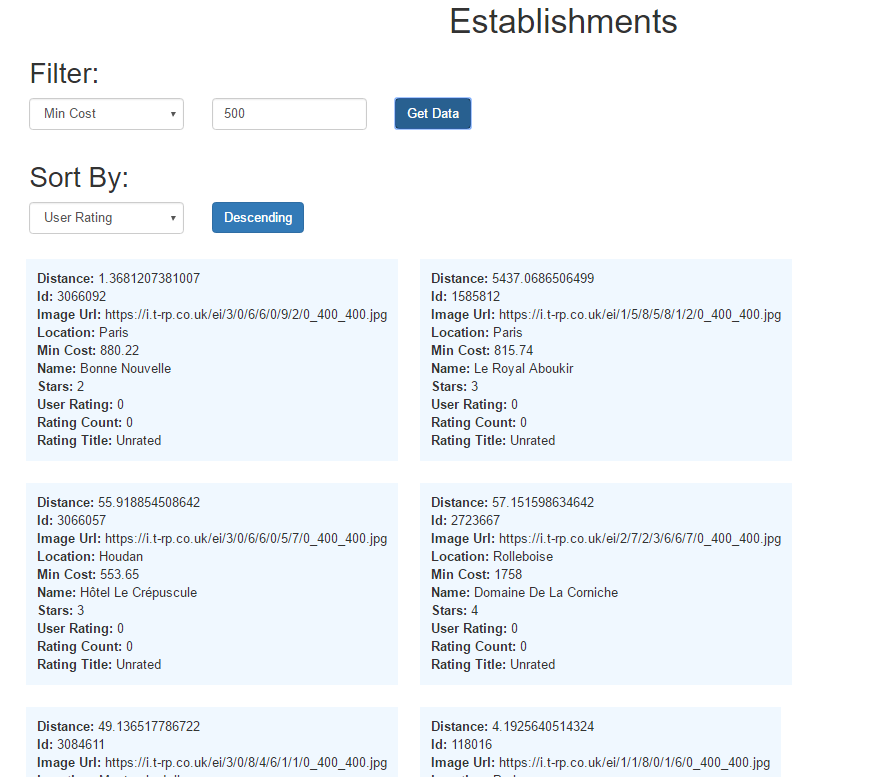 Establishments
Filter:
Min Cost
500
Get Data
Sort By:
User Rating
Descending
Distance: 1.3681207381007
Id: 3066092
Image Url: https://i.t-rp.co.uk/ei/3/0/6/6/0/9/2/0_400_400.jpg
Location: Paris
Min Cost: 880.22
Name: Bonne Nouvelle
Stars: 2
User Rating: 0
Rating Count: 0
Rating Title: Unrated
Distance: 5437.0686506499
Id: 1585812
Image Url: https://i.t-rp.co.uk/ei/1/5/8/5/8/1/2/0_400_400.jpg
Location: Paris
Min Cost: 815.74
Name: Le Royal Aboukir
Stars: 3
User Rating: 0
Rating Count: 0
Rating Title: Unrated
Distance: 55.918854508642
Id: 3066057
Image Url: https://i.t-rp.co.uk/ei/3/0/6/6/0/5/7/0_400_400.jpg
Location: Houdan
Min Cost: 553.65
Name: Hôtel Le Crépuscule
Stars: 3
User Rating: 0
Rating Count: 0
Rating Title: Unrated
Distance: 57.151598634642
Id: 2723667
Image Url: https://i.t-rp.co.uk/ei/2/7/2/3/6/6/7/0_400_400.jpg
Location: Rolleboise
Min Cost: 1758
Name: Domaine De La Corniche
Stars: 4
User Rating: 0
Rating Count: 0
Rating Title: Unrated
Distance: 49.136517786722
Id: 3084611
Image Url: https://i.t-rp.co.uk/ei/3/0/8/4/6/1/1/0_400_400.jpg
Distance: 4.1925640514324
Id: 118016
Image Url: https://i.t-rp.co.uk/ei/1/1/8/0/1/6/0_400_400.jpg